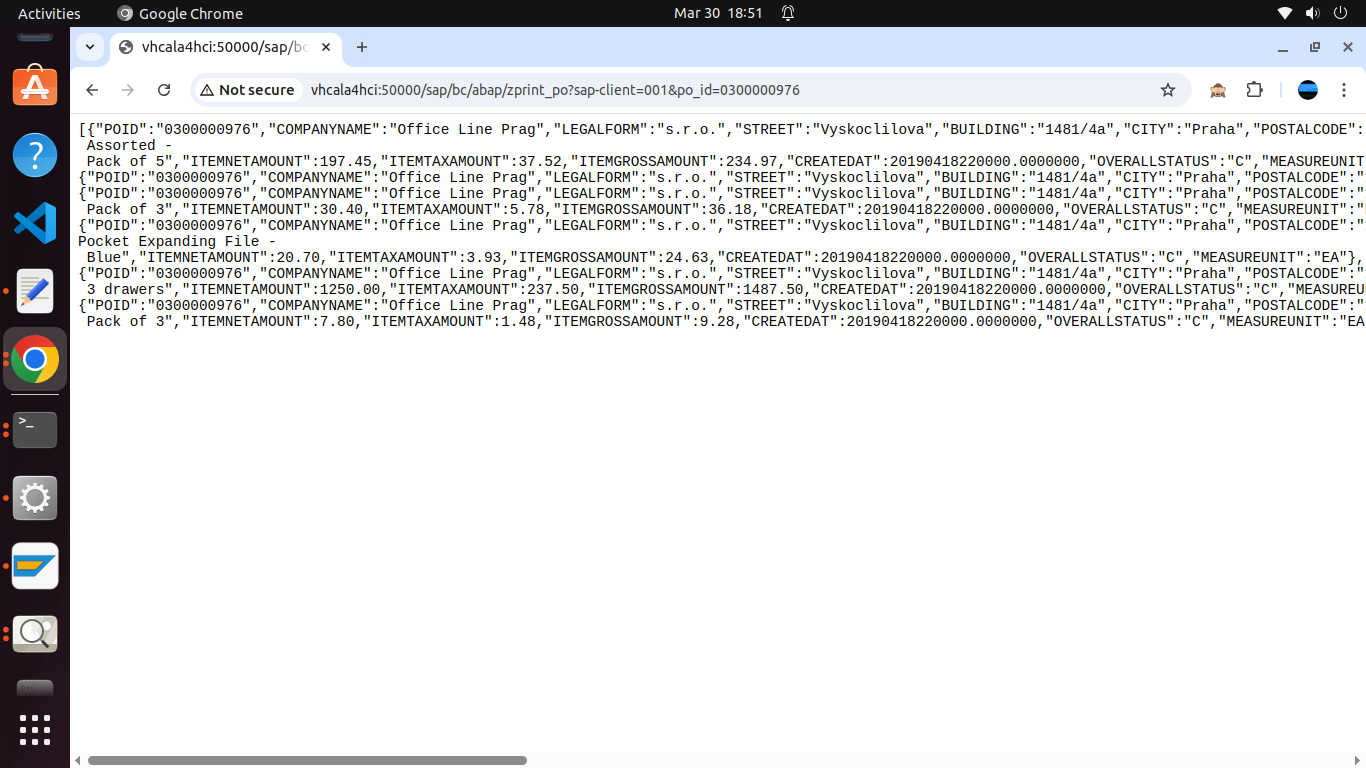 Activities
Google Chrome
Mar 30 18:51
vhcala4hci:50000/sap/bc
Not secure
vhcala4hci:50000/sap/bc/abap/zprint_po?sap-client=001&po_id=0300000976
[{"POID":"0300000976","COMPANYNAME":"Office Line Prag","LEGALFORM":"s.r.o.","STREET":"Vyskoclilova","BUILDING":"1481/4a","CITY":"Praha","POSTALCODE":
Assorted -
Pack of 5","ITEMNETAMOUNT":197.45,"ITEMTAXAMOUNT":37.52,"ITEMGROSSAMOUNT":234.97,"CREATEDAT":20190418220000.0000000,"OVERALLSTATUS":"C","MEASUREUNIT
{"POID":"0300000976","COMPANYNAME":"Office Line Prag","LEGALFORM":"s.r.o.","STREET":"Vyskoclilova","BUILDING":"1481/4a","CITY":"Praha","POSTALCODE":
{"POID":"0300000976","COMPANYNAME":"Office Line Prag","LEGALFORM":"s.r.o.","STREET":"Vyskoclilova","BUILDING":"1481/4a","CITY":"Praha","POSTALCODE":
Pack of 3","ITEMNETAMOUNT":30.40,"ITEMTAXAMOUNT":5.78,"ITEMGROSSAMOUNT":36.18,"CREATEDAT":20190418220000.0000000,"OVERALLSTATUS":"C","MEASUREUNIT":"
{"POID":"0300000976","COMPANYNAME":"Office Line Prag","LEGALFORM":"s.r.o.","STREET":"Vyskoclilova","BUILDING":"1481/4a","CITY":"Praha","POSTALCODE":
Pocket Expanding File -
Blue","ITEMNETAMOUNT":20.70,"ITEMTAXAMOUNT":3.93,"ITEMGROSSAMOUNT":24.63,"CREATEDAT":20190418220000.0000000,"OVERALLSTATUS":"C","MEASUREUNIT":"EA"},
{"POID":"0300000976","COMPANYNAME":"Office Line Prag","LEGALFORM":"s.r.o.","STREET":"Vyskoclilova","BUILDING":"1481/4a","CITY":"Praha","POSTALCODE":
3 drawers","ITEMNETAMOUNT":1250.00,"ITEMTAXAMOUNT":237.50,"ITEMGROSSAMOUNT":1487.50,"CREATEDAT":20190418220000.0000000,"OVERALLSTATUS":"C","MEASUREU
{"POID":"0300000976","COMPANYNAME":"Office Line Prag","LEGALFORM":"s.r.o.","STREET":"Vyskoclilova","BUILDING":"1481/4a","CITY":"Praha","POSTALCODE":
Pack of 3","ITEMNETAMOUNT":7.80,"ITEMTAXAMOUNT":1.48,"ITEMGROSSAMOUNT":9.28,"CREATEDAT":20190418220000.0000000,"OVERALLSTATUS":"C","MEASUREUNIT":"EA